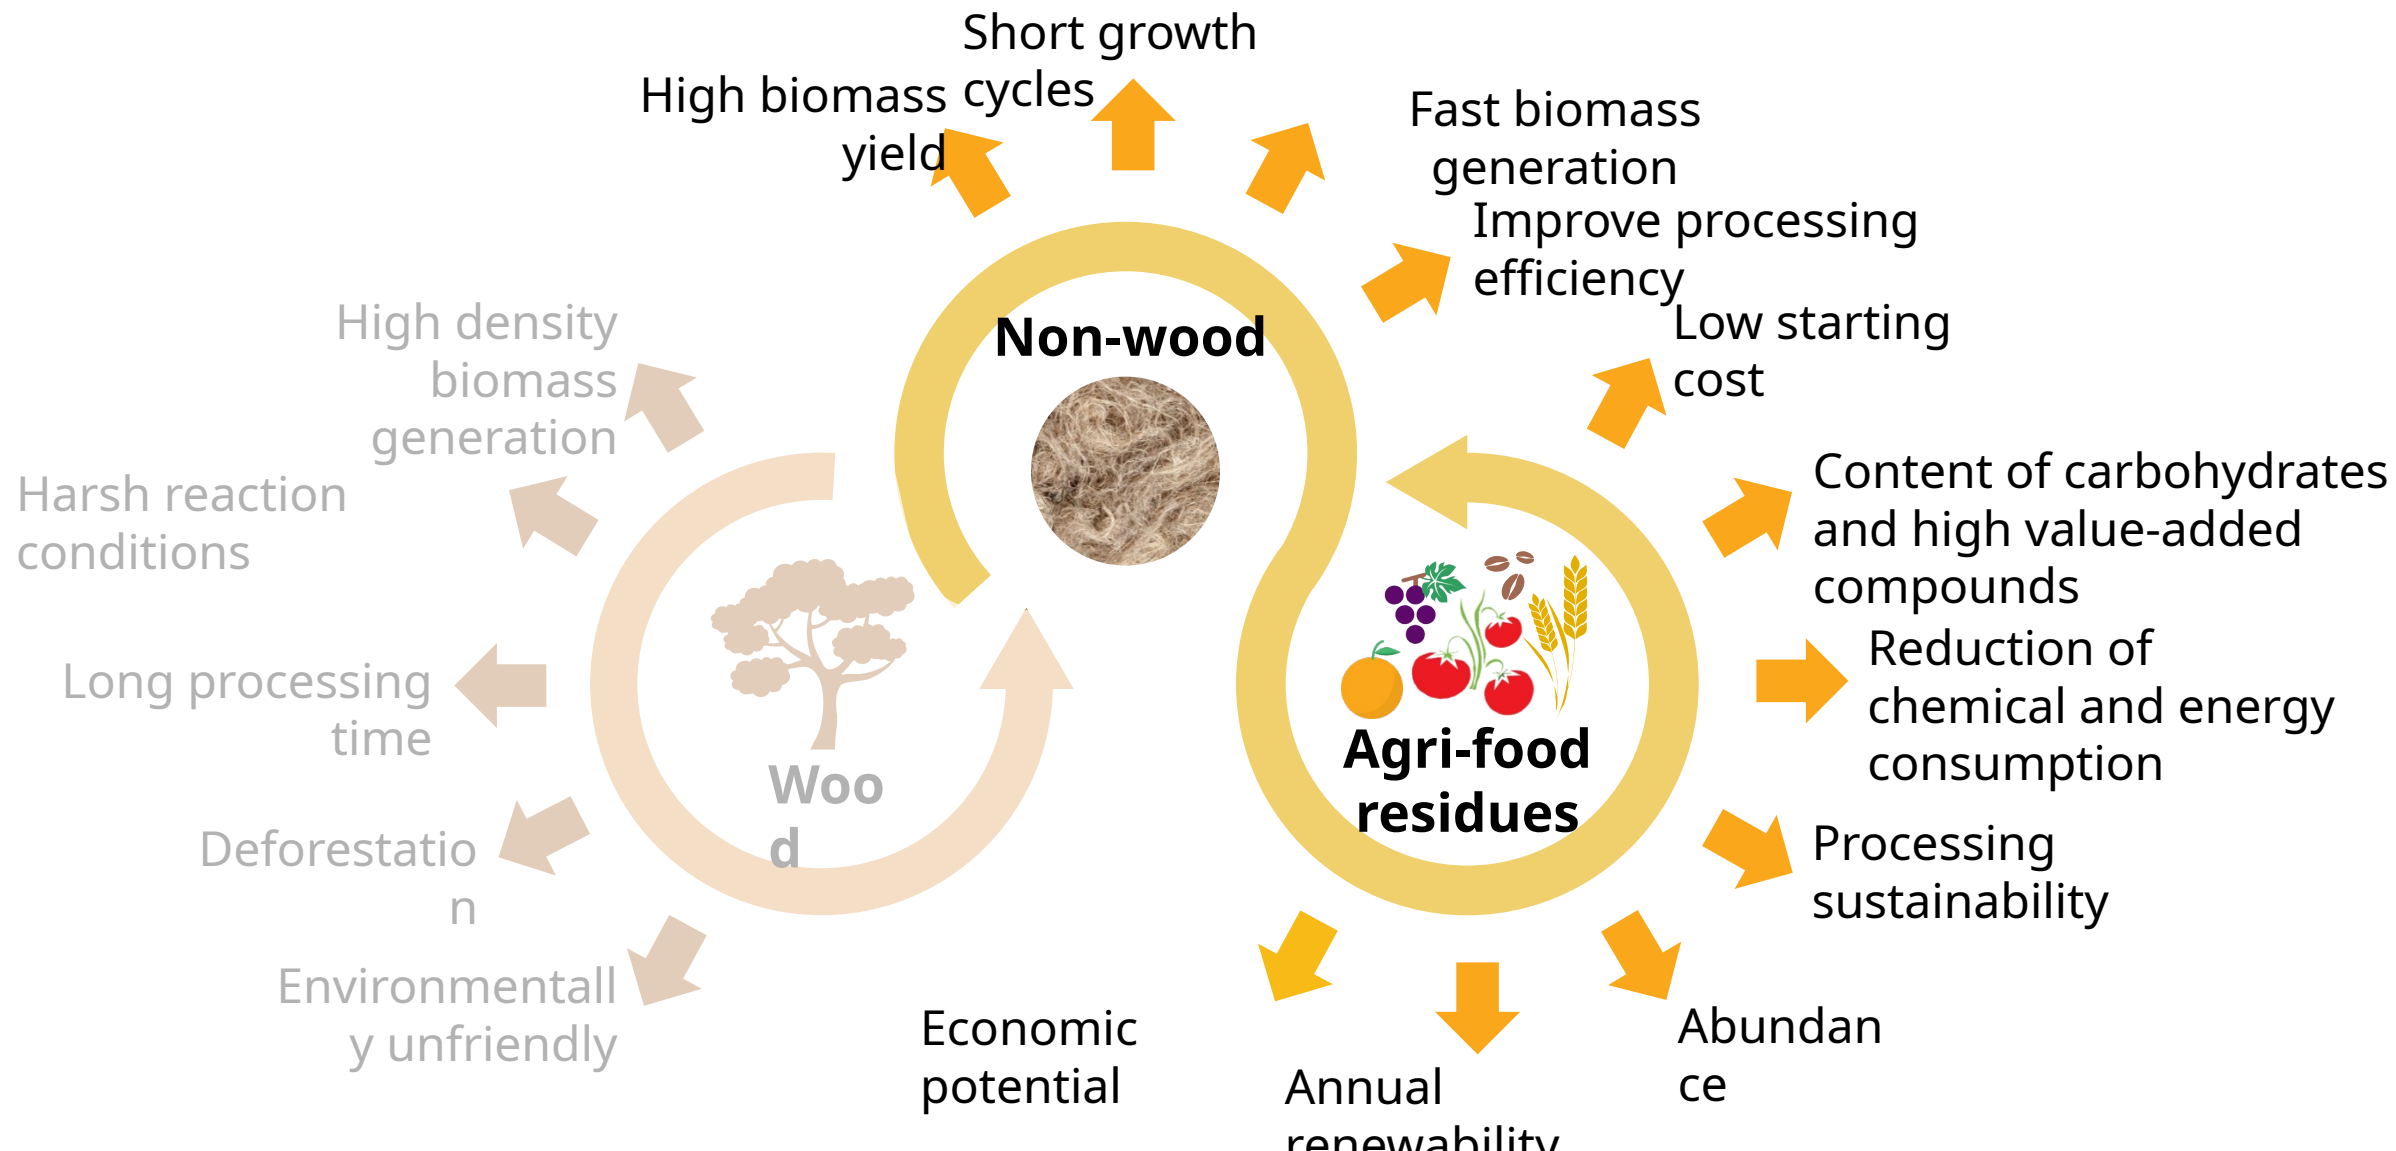 Short growth
cycles
High biomass
yield
Fast biomass
generation
Improve processing
efficiency
Low starting
cost
Non-wood
High density
biomass
generation
Harsh reaction
conditions
Long processing
time
Deforestatio
n
Environmentall
y unfriendly
Woo
d
Content of carbohydrates
and high value-added
compounds
Reduction of
chemical and energy
consumption
Agri-food
residues
Processing
sustainability
Abundan
ce
Economic
potential
Annual
renewability